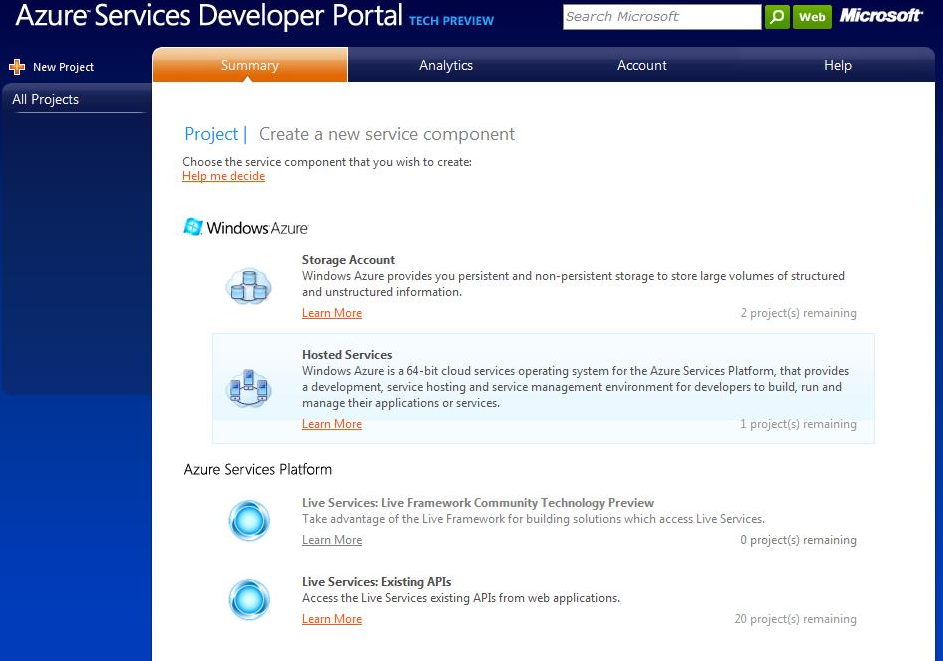 Azure Services Developer Portal TECH PREVIEW
Search Microsoft
Web
Microsoft
New Project
All Projects
Summary
Analytics
Account
Help
Project | Create a new service component
Choose the service component that you wish to create:
Help me decide
Windows Azure
Storage Account
Windows Azure provides you persistent and non-persistent storage to store large volumes of structured
and unstructured information.
Learn More
2 project(s) remaining
Hosted Services
Windows Azure is a 64-bit cloud services operating system for the Azure Services Platform, that provides
a development, service hosting and service management environment for developers to build, run and
manage their applications or services.
Learn More
1 project(s) remaining
Azure Services Platform
Live Services: Live Framework Community Technology Preview
Take advantage of the Live Framework for building solutions which access Live Services.
Learn More
0 project(s) remaining
Live Services: Existing APIs
Access the Live Services existing APIs from web applications.
Learn More
20 project(s) remaining